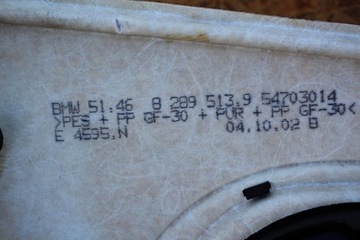 BMW 51.46 8 289 513.9 54703014
>PES + PP GF-30 + PUR + PP GF-30<
E 4595.N 04.10.02 B